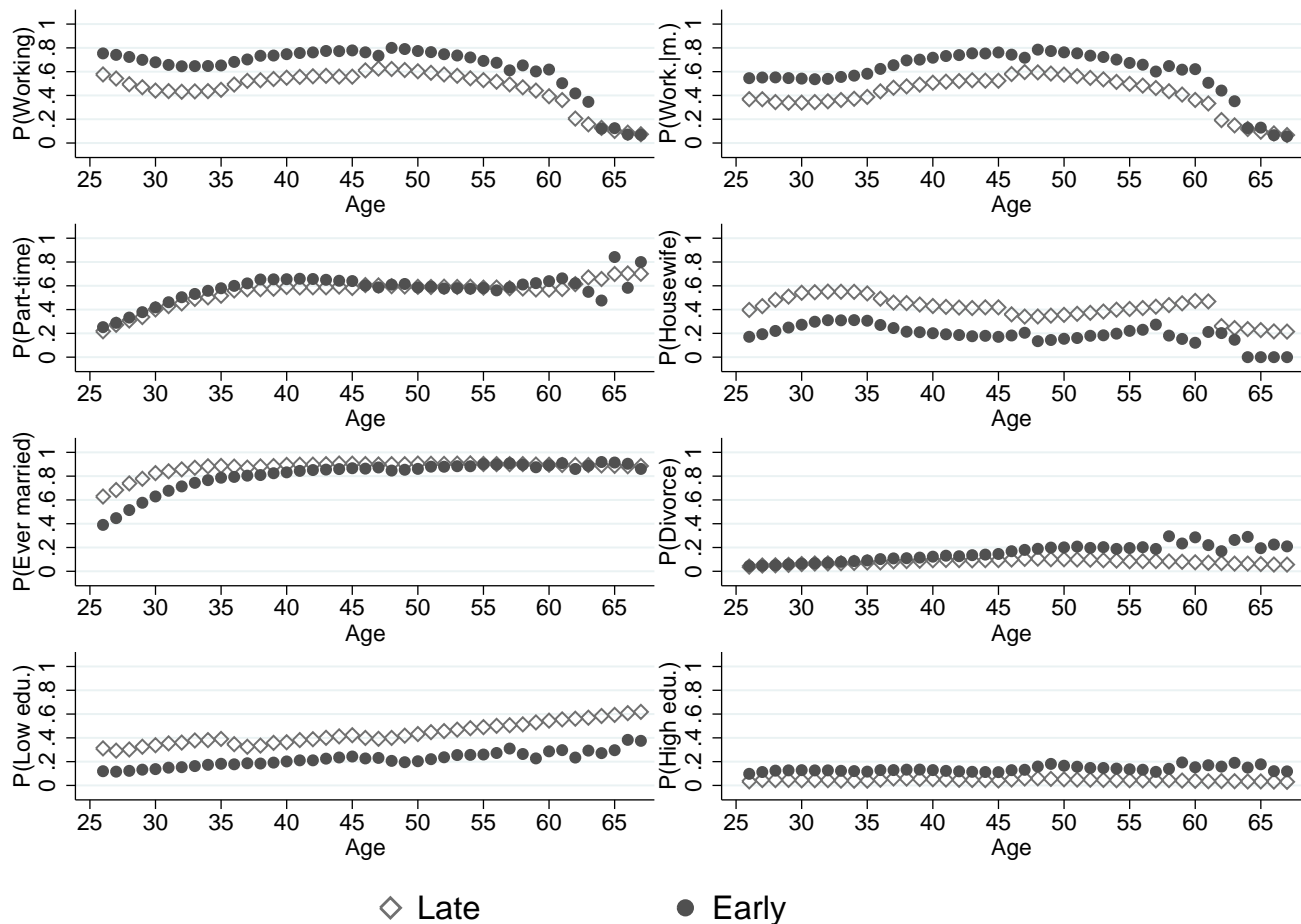 P(Working)
0 .2 .4 .6 .8 1
25 30 35 40 45 50 55 60 65
Age
P(Work.|m.)
0 .2 .4 .6 .8 1
25 30 35 40 45 50 55 60 65
Age
P(Part-time)
0 .2 .4 .6 .8 1
25 30 35 40 45 50 55 60 65
Age
P(Housewife)
0 .2 .4 .6 .8 1
25 30 35 40 45 50 55 60 65
Age
P(Ever married)
0 .2 .4 .6 .8 1
25 30 35 40 45 50 55 60 65
Age
P(Divorce)
0 .2 .4 .6 .8 1
25 30 35 40 45 50 55 60 65
Age
P(Low edu.)
0 .2 .4 .6 .8 1
25 30 35 40 45 50 55 60 65
Age
P(High edu.)
0 .2 .4 .6 .8 1
25 30 35 40 45 50 55 60 65
Age
Late Early